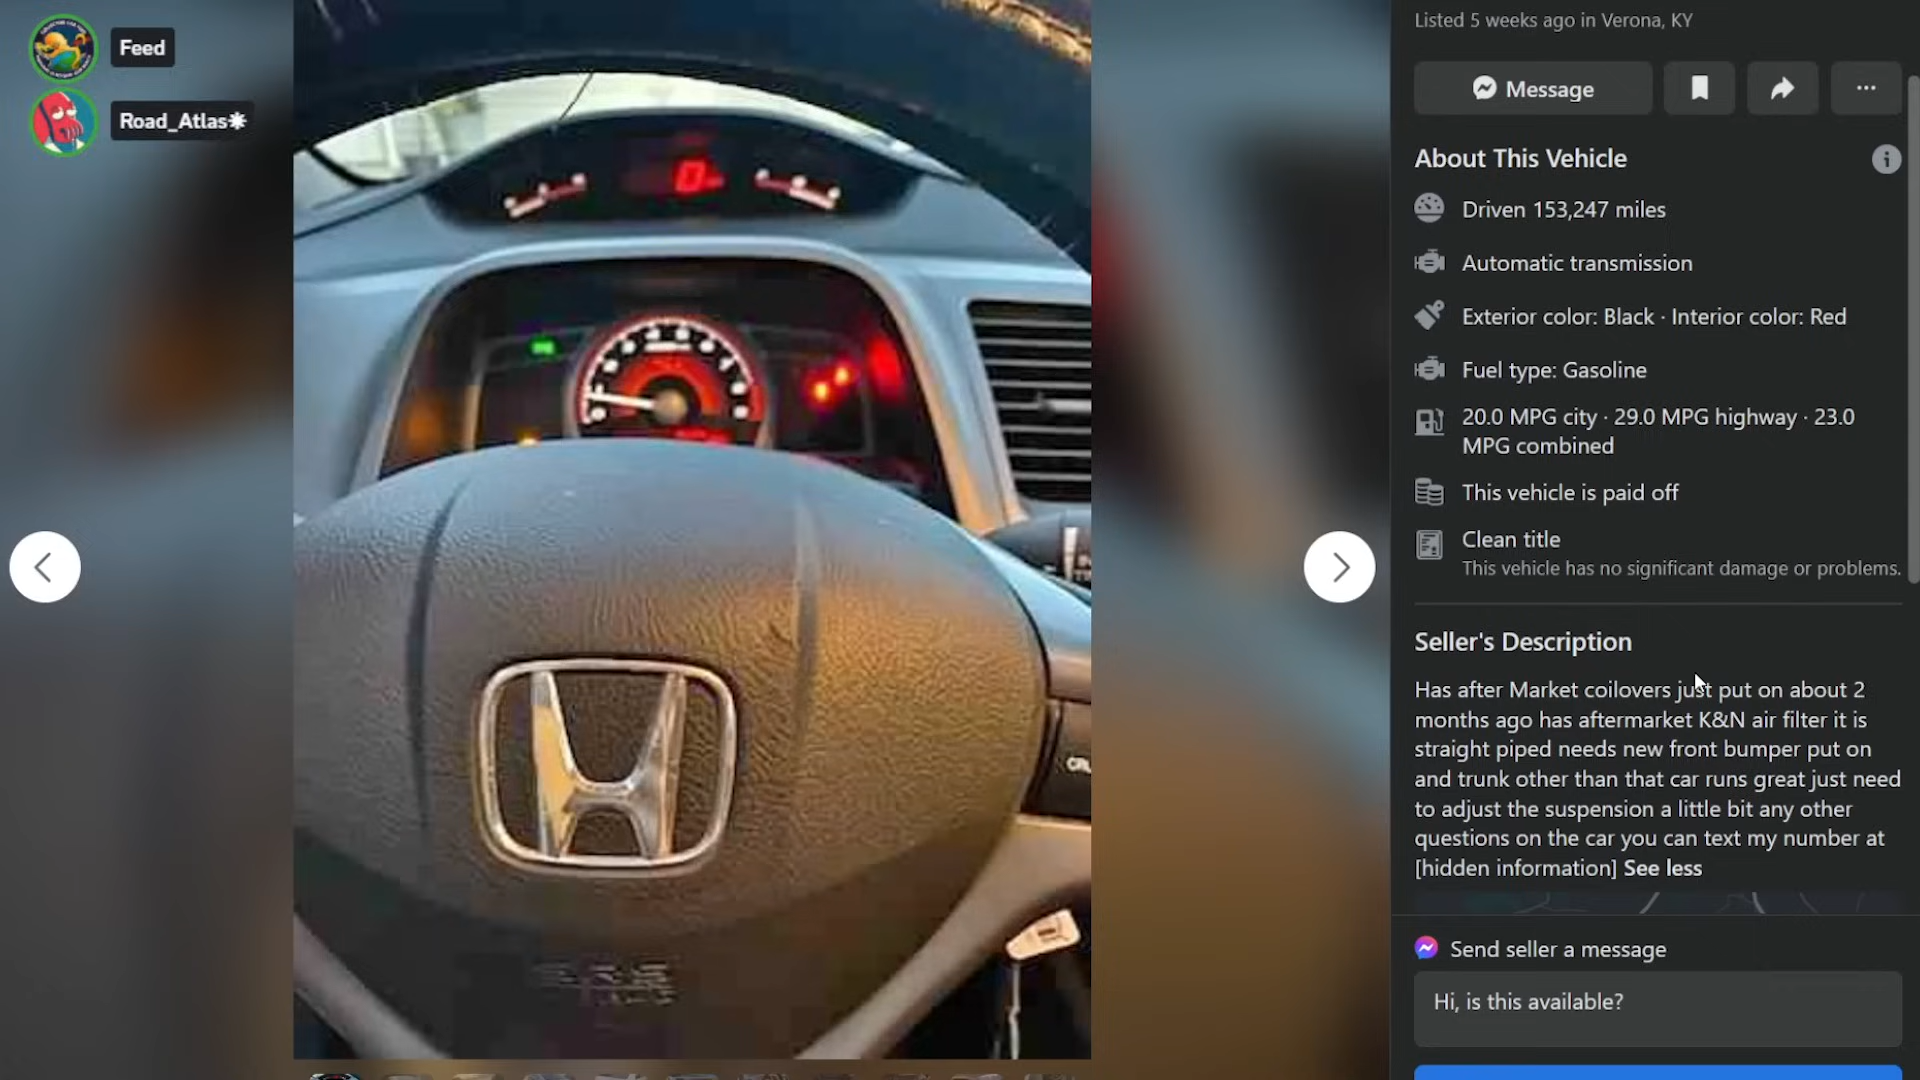 Feed
Road_Atlas✷
0
Listed 5 weeks ago in Verona, KY
Message
About This Vehicle
Driven 153,247 miles
Automatic transmission
Exterior color: Black · Interior color: Red
Fuel type: Gasoline
20.0 MPG city · 29.0 MPG highway · 23.0
MPG combined
This vehicle is paid off
Clean title
This vehicle has no significant damage or problems.
Seller's Description
Has after Market coilovers just put on about 2
months ago has aftermarket K&N air filter it is
straight piped needs new front bumper put on
and trunk other than that car runs great just need
to adjust the suspension a little bit any other
questions on the car you can text my number at
[hidden information] See less
Send seller a message
Hi, is this available?